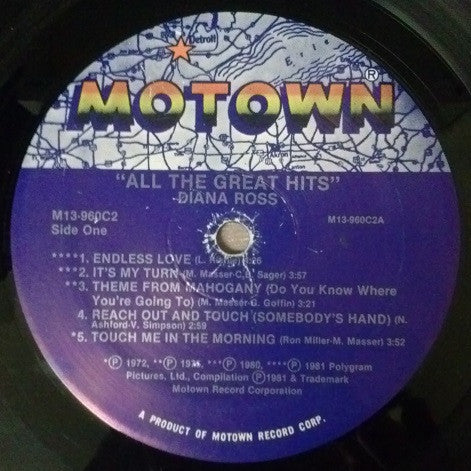 Detroit
Erie
MOTOWN®
"ALL THE GREAT HITS"
DIANA ROSS
M13-960C2
M13-960C2A
Side One
****1. ENDLESS LOVE (L. 4:26
***2. IT'S MY TURN (M. Masser-C.B. Sager) 3:57
**3. THEME FROM MAHOGANY (Do You Know Where
You're Going To) (M. Masser-G. Goffin) 3:21
4. REACH OUT AND TOUCH (SOMEBODY'S HAND) (N.
Ashford-V. Simpson) 2:59
*5. TOUCH ME IN THE MORNING (Ron Miller-M. Masser) 3:52
*Ⓟ 1972, **Ⓟ 1975, ***Ⓟ 1980, ****Ⓟ 1981 Polygram
Pictures, Ltd., Compilation Ⓟ1981 & Trademark
Motown Record Corporation
A PRODUCT OF MOTOWN RECORD CORP.